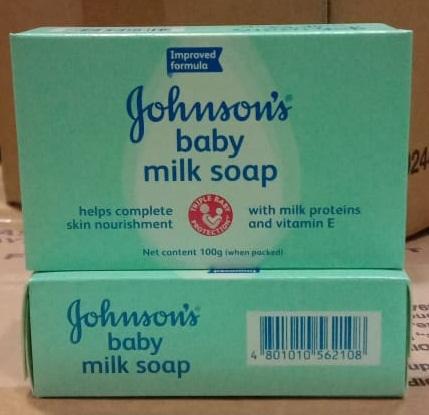 Improved
formula
Johnson's®
baby
milk soap
helps complete
skin nourishment
TRIPLE BABY
PROTECTION
with milk proteins
and vitamin E
Net content 100g (when packed)
Johnson's®
baby
milk soap
4 801010 562108